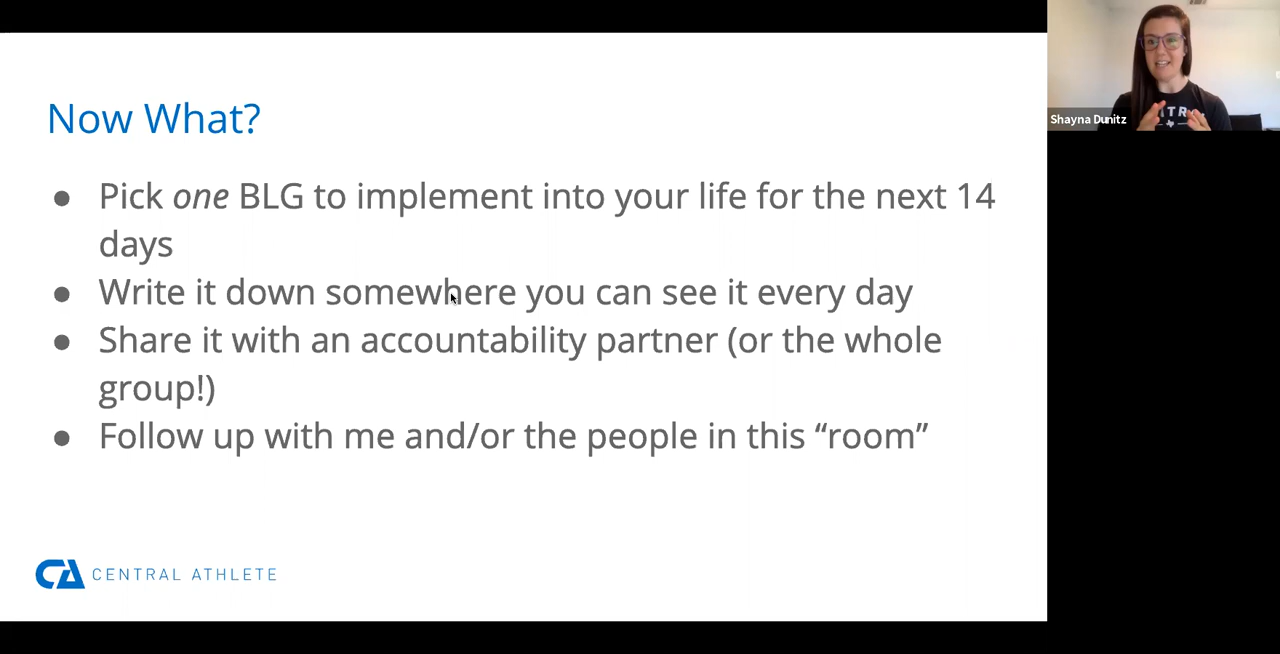 Now What?
● Pick one BLG to implement into your life for the next 14
days
● Write it down somewhere you can see it every day
● Share it with an accountability partner (or the whole
group!)
● Follow up with me and/or the people in this “room”
CA CENTRAL ATHLETE
Shayna Dunitz